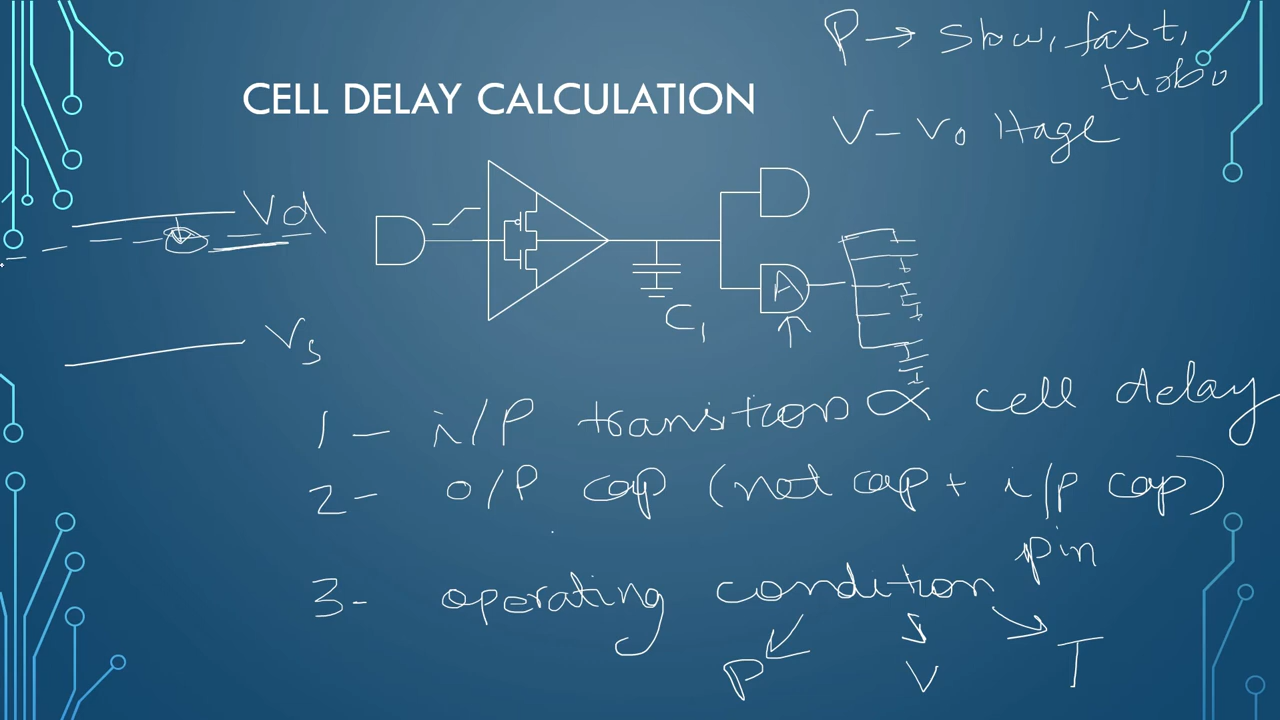 P → slow, fast,
turbo
CELL DELAY CALCULATION
V - Voltage
Vd
A
C1
Vs
1 - i/P transition ∝ cell delay
2 - o/P cap (net cap + i/p cap)
pin
3 - operating condition
P V T